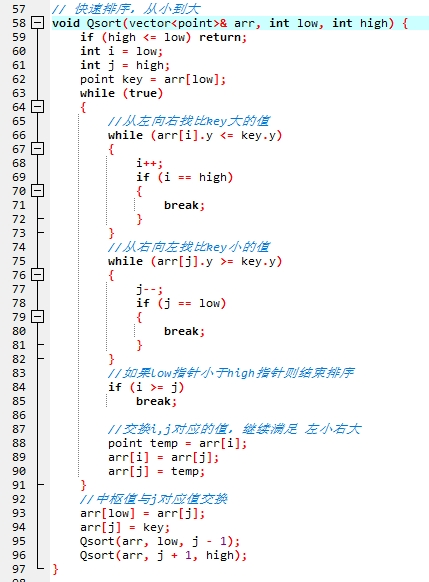 57 // 快速排序，从小到大
58 void Qsort(vector<point>& arr, int low, int high) {
59 if (high <= low) return;
60 int i = low;
61 int j = high;
62 point key = arr[low];
63 while (true)
64 {
65 //从左向右找比key大的值
66 while (arr[i].y <= key.y)
67 {
68 i++;
69 if (i == high)
70 {
71 break;
72 }
73 }
74 //从右向左找比key小的值
75 while (arr[j].y >= key.y)
76 {
77 j--;
78 if (j == low)
79 {
80 break;
81 }
82 }
83 //如果low指针小于high指针则结束排序
84 if (i >= j)
85 break;
86
87 //交换i,j对应的值，继续满足 左小右大
88 point temp = arr[i];
89 arr[i] = arr[j];
90 arr[j] = temp;
91 }
92 //中枢值与j对应值交换
93 arr[low] = arr[j];
94 arr[j] = key;
95 Qsort(arr, low, j - 1);
96 Qsort(arr, j + 1, high);
97 }